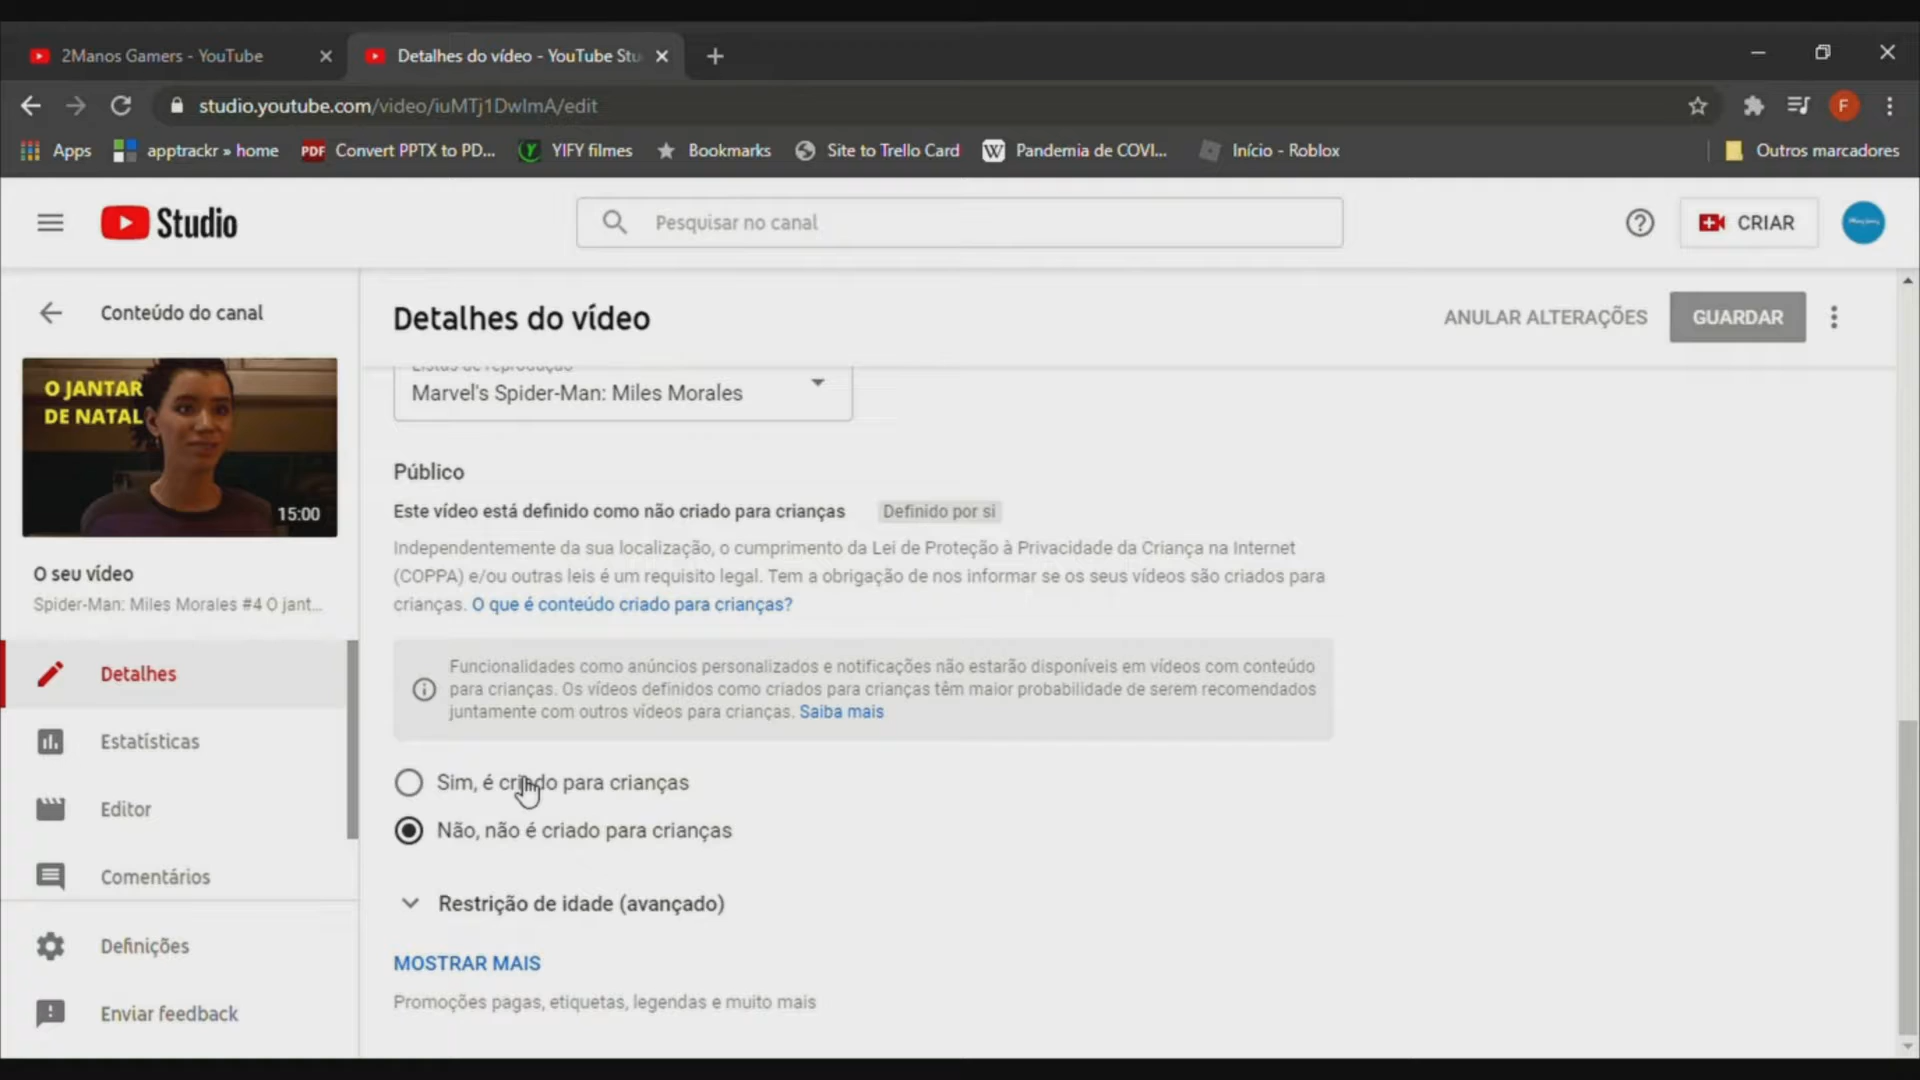 2Manos Gamers - YouTube
Detalhes do vídeo - YouTube Stu
studio.youtube.com/video/iuMTj1DwlmA/edit
F
Apps
apptrackr » home
PDF
Convert PPTX to PD...
YIFY filmes
Bookmarks
Site to Trello Card
W
Pandemia de COVI...
Início - Roblox
Outros marcadores
Studio
Pesquisar no canal
CRIAR
Conteúdo do canal
Detalhes do vídeo
ANULAR ALTERAÇÕES
GUARDAR
O JANTAR
DE NATAL
15:00
O seu vídeo
Spider-Man: Miles Morales #4 O jant...
Detalhes
Estatísticas
Editor
Comentários
Definições
Enviar feedback
Listas de reprodução
Marvel's Spider-Man: Miles Morales
Público
Este vídeo está definido como não criado para crianças
Definido por si
Independentemente da sua localização, o cumprimento da Lei de Proteção à Privacidade da Criança na Internet
(COPPA) e/ou outras leis é um requisito legal. Tem a obrigação de nos informar se os seus vídeos são criados para
crianças. O que é conteúdo criado para crianças?
Funcionalidades como anúncios personalizados e notificações não estarão disponíveis em vídeos com conteúdo
para crianças. Os vídeos definidos como criados para crianças têm maior probabilidade de serem recomendados
juntamente com outros vídeos para crianças. Saiba mais
Sim, é criado para crianças
Não, não é criado para crianças
Restrição de idade (avançado)
MOSTRAR MAIS
Promoções pagas, etiquetas, legendas e muito mais